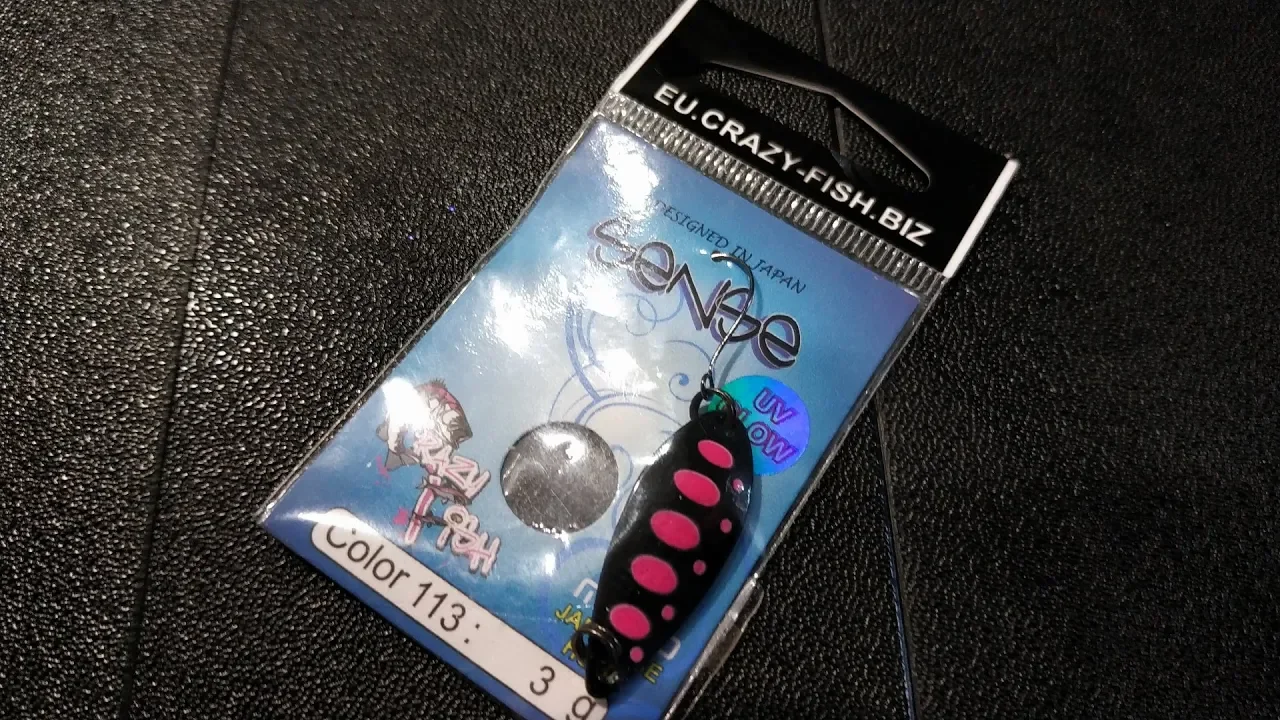 EU.CRAZY-FISH.BIZ
DESIGNED IN JAPAN
SENSE
UV
GLOW
CRAZY
FISH
Color 113:
3 g